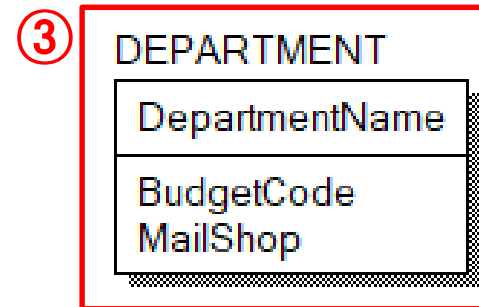 ③
DEPARTMENT
DepartmentName
BudgetCode
MailShop